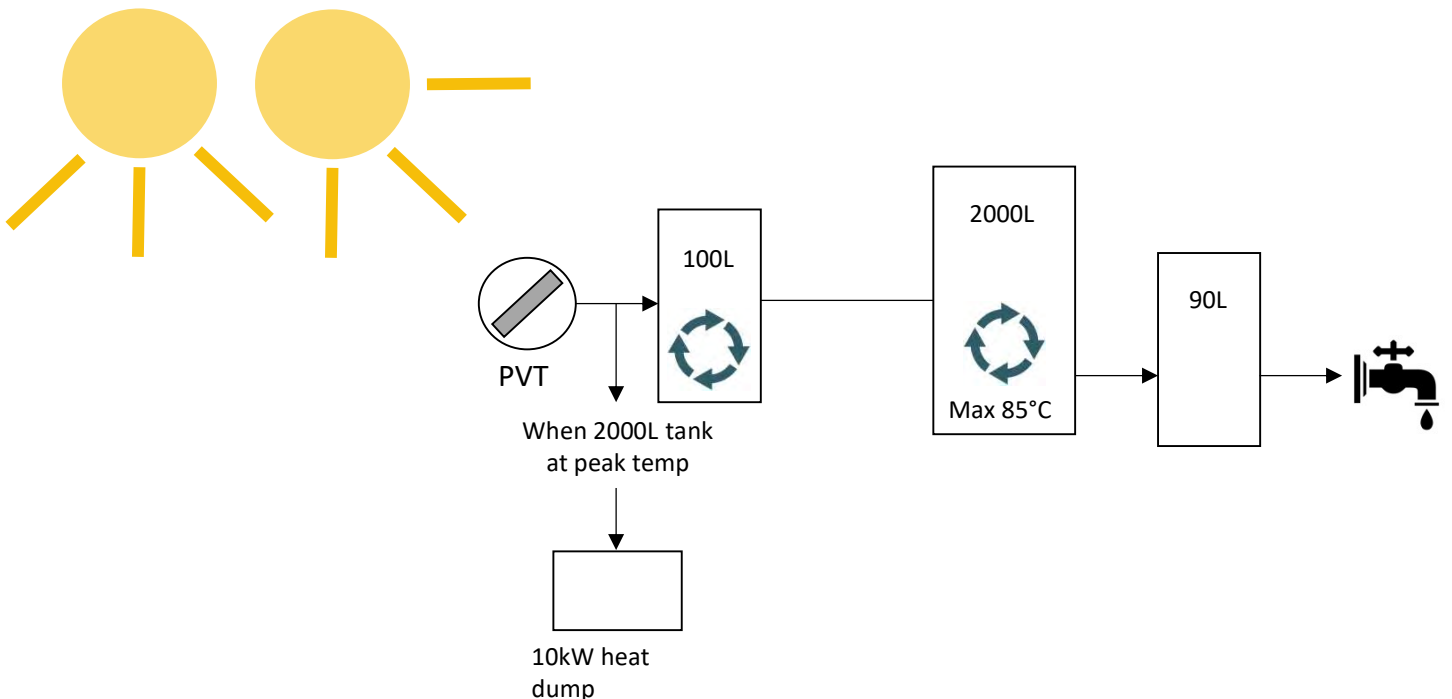 2000L
100L
90L
PVT
Max 85°C
When 2000L tank
at peak temp
10kW heat
dump